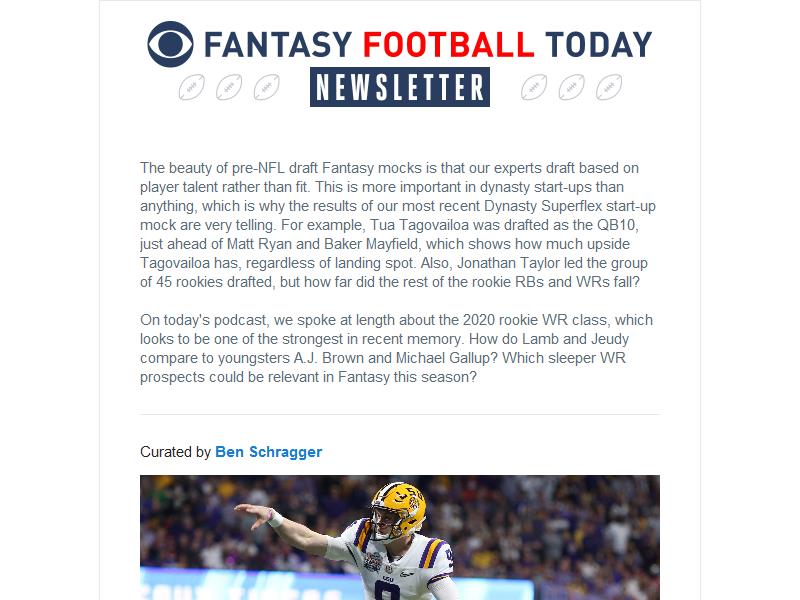 FANTASY FOOTBALL TODAY
NEWSLETTER
The beauty of pre-NFL draft Fantasy mocks is that our experts draft based on
player talent rather than fit. This is more important in dynasty start-ups than
anything, which is why the results of our most recent Dynasty Superflex start-up
mock are very telling. For example, Tua Tagovailoa was drafted as the QB10,
just ahead of Matt Ryan and Baker Mayfield, which shows how much upside
Tagovailoa has, regardless of landing spot. Also, Jonathan Taylor led the group
of 45 rookies drafted, but how far did the rest of the rookie RBs and WRs fall?
On today's podcast, we spoke at length about the 2020 rookie WR class, which
looks to be one of the strongest in recent memory. How do Lamb and Jeudy
compare to youngsters A.J. Brown and Michael Gallup? Which sleeper WR
prospects could be relevant in Fantasy this season?
Curated by Ben Schragger
LSU
9